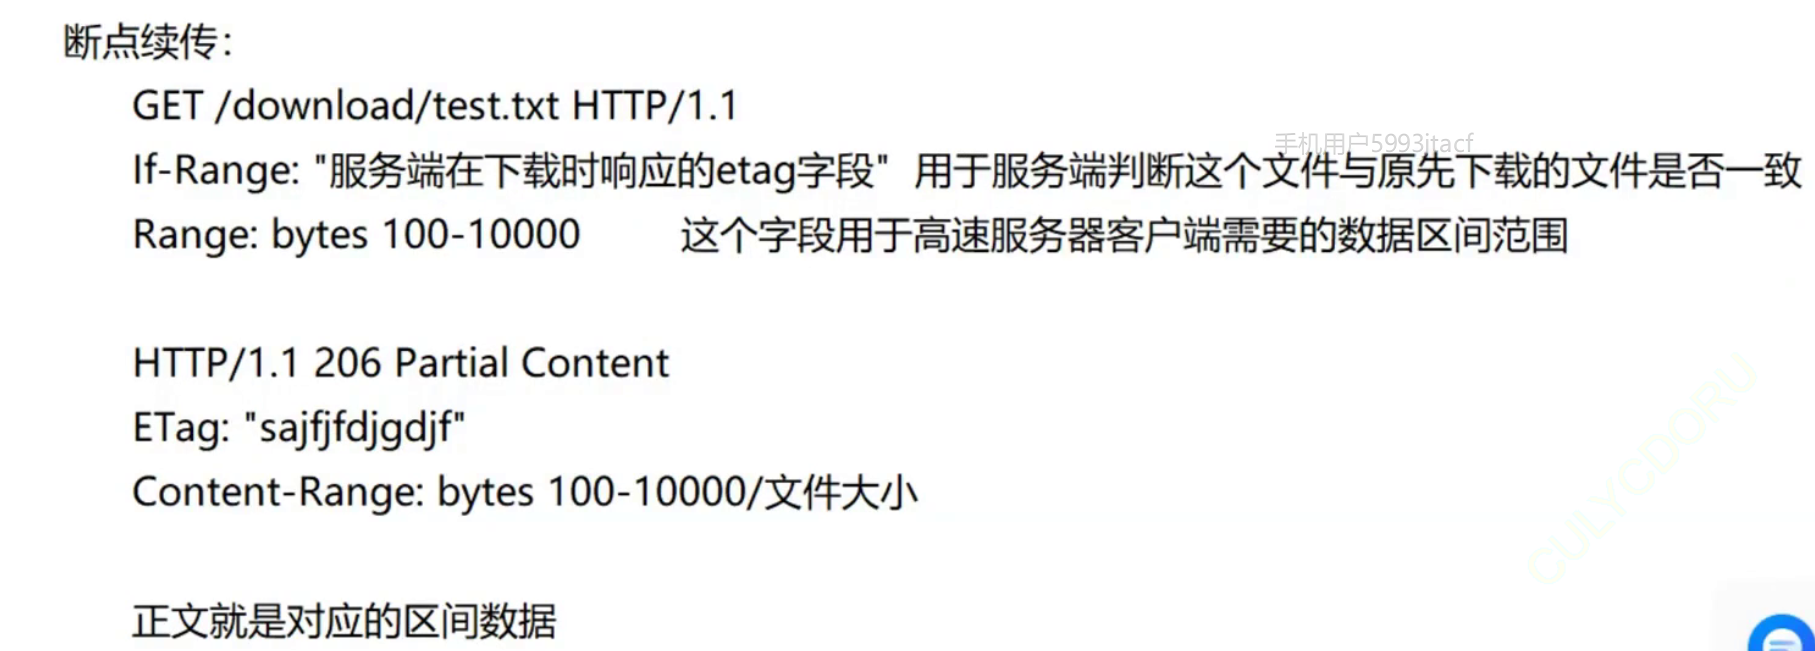 断点续传：
GET /download/test.txt HTTP/1.1
手机用户5993jtacf
If-Range: "服务端在下载时响应的etag字段" 用于服务端判断这个文件与原先下载的文件是否一致
Range: bytes 100-10000 这个字段用于高速服务器客户端需要的数据区间范围
HTTP/1.1 206 Partial Content
ETag: "sajfjfdjgdjf"
Content-Range: bytes 100-10000/文件大小
正文就是对应的区间数据
CULYCDORU